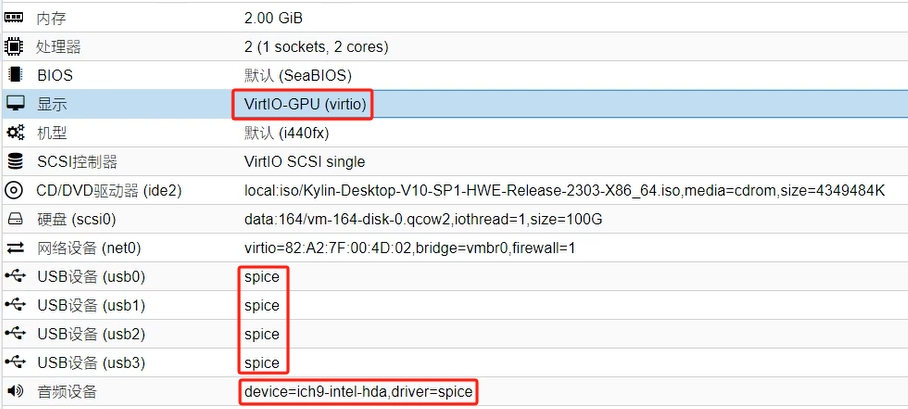 内存 2.00 GiB
处理器 2 (1 sockets, 2 cores)
BIOS 默认 (SeaBIOS)
显示 VirtIO-GPU (virtio)
机型 默认 (i440fx)
SCSI控制器 VirtIO SCSI single
CD/DVD驱动器 (ide2) local:iso/Kylin-Desktop-V10-SP1-HWE-Release-2303-X86_64.iso,media=cdrom,size=4349484K
硬盘 (scsi0) data:164/vm-164-disk-0.qcow2,iothread=1,size=100G
网络设备 (net0) virtio=82:A2:7F:00:4D:02,bridge=vmbr0,firewall=1
USB设备 (usb0) spice
USB设备 (usb1) spice
USB设备 (usb2) spice
USB设备 (usb3) spice
音频设备 device=ich9-intel-hda,driver=spice